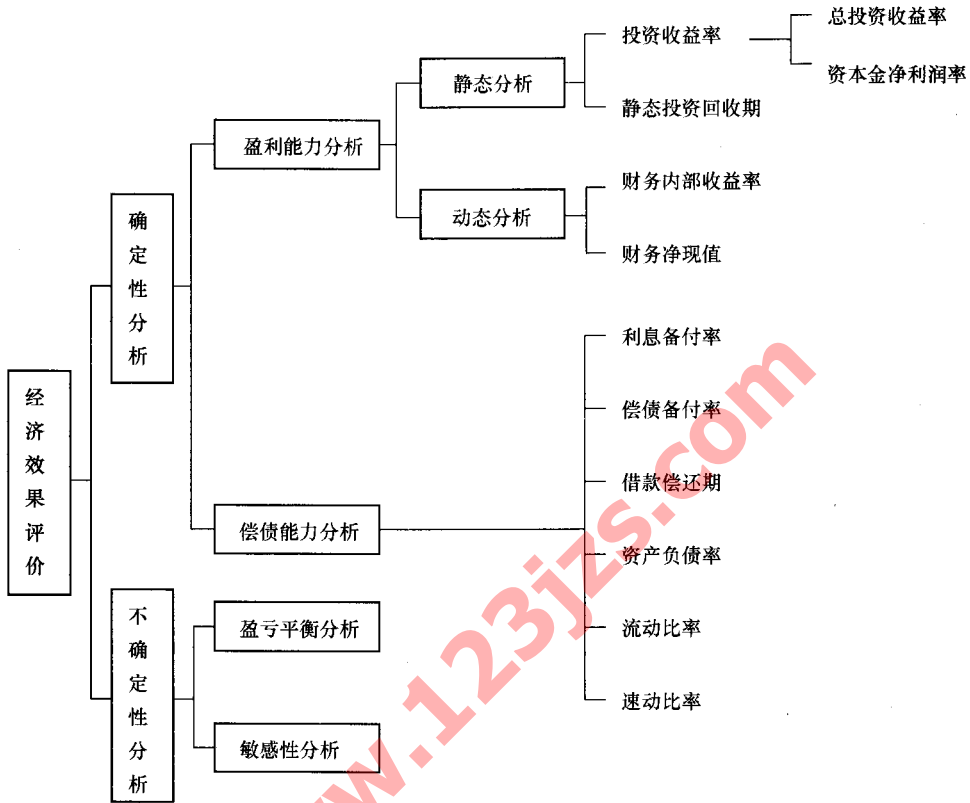 总投资收益率
投资收益率
资本金净利润率
静态分析
静态投资回收期
盈利能力分析
财务内部收益率
动态分析
财务净现值
确定性分析
利息备付率
偿债备付率
经济效果评价
借款偿还期
偿债能力分析
资产负债率
流动比率
速动比率
不确定性分析
盈亏平衡分析
敏感性分析
w.123jzs.com